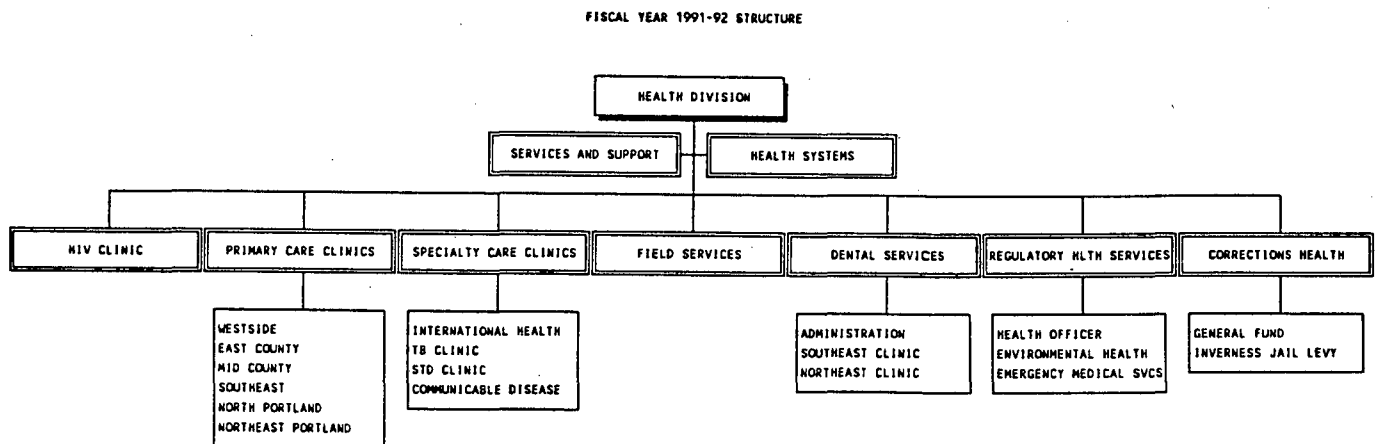 FISCAL YEAR 1991-92 STRUCTURE
HEALTH DIVISION
SERVICES AND SUPPORT
HEALTH SYSTEMS
HIV CLINIC
PRIMARY CARE CLINICS
SPECIALTY CARE CLINICS
FIELD SERVICES
DENTAL SERVICES
REGULATORY HLTH SERVICES
CORRECTIONS HEALTH
WESTSIDE
EAST COUNTY
MID COUNTY
SOUTHEAST
NORTH PORTLAND
NORTHEAST PORTLAND
INTERNATIONAL HEALTH
TB CLINIC
STD CLINIC
COMMUNICABLE DISEASE
ADMINISTRATION
SOUTHEAST CLINIC
NORTHEAST CLINIC
HEALTH OFFICER
ENVIRONMENTAL HEALTH
EMERGENCY MEDICAL SVCS
GENERAL FUND
INVERNESS JAIL LEVY